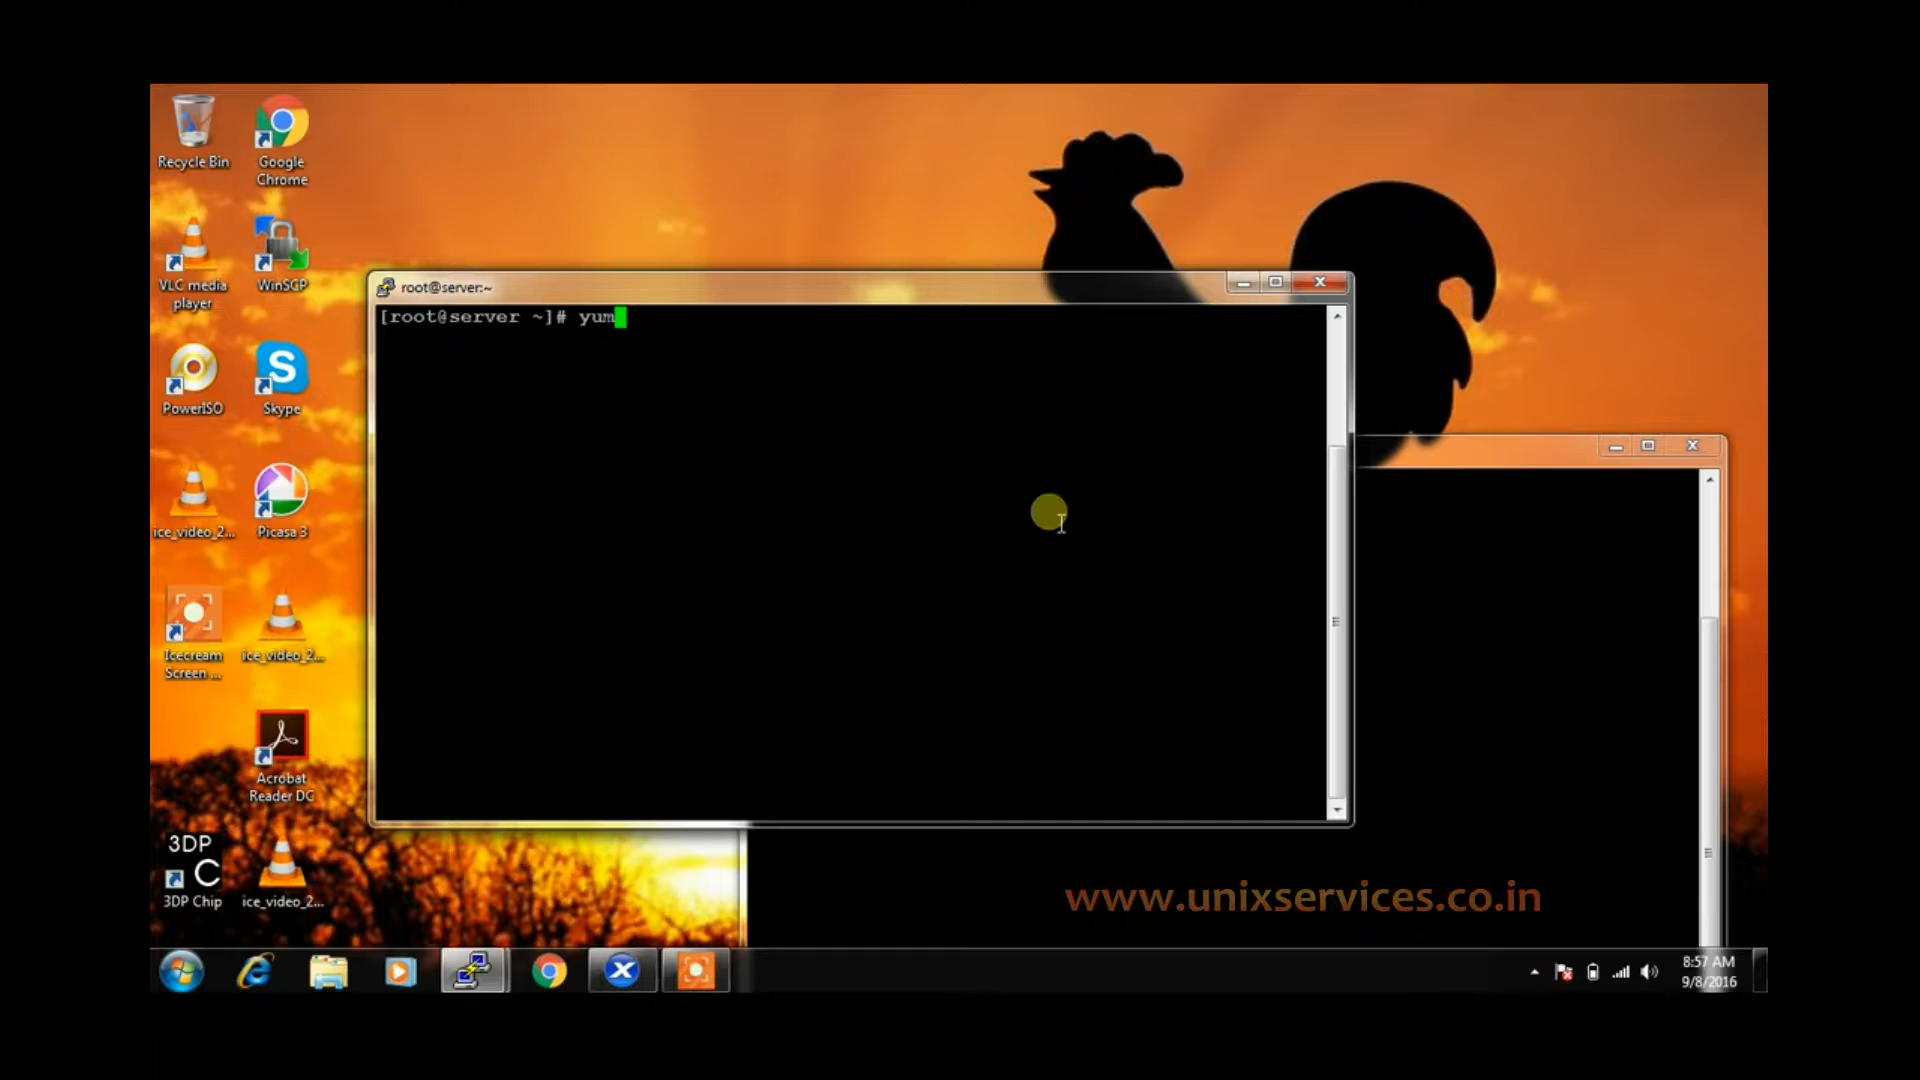 Recycle Bin
Google
Chrome
VLC media
player
WinSCP
PowerISO
Skype
ice_video_2...
Picasa 3
Icecream
Screen ...
ice_video_2...
Acrobat
Reader DC
3DP
C
3DP Chip
ice_video_2...
root@server:~
[root@server ~]# yum
www.unixservices.co.in
8:57 AM
9/8/2016